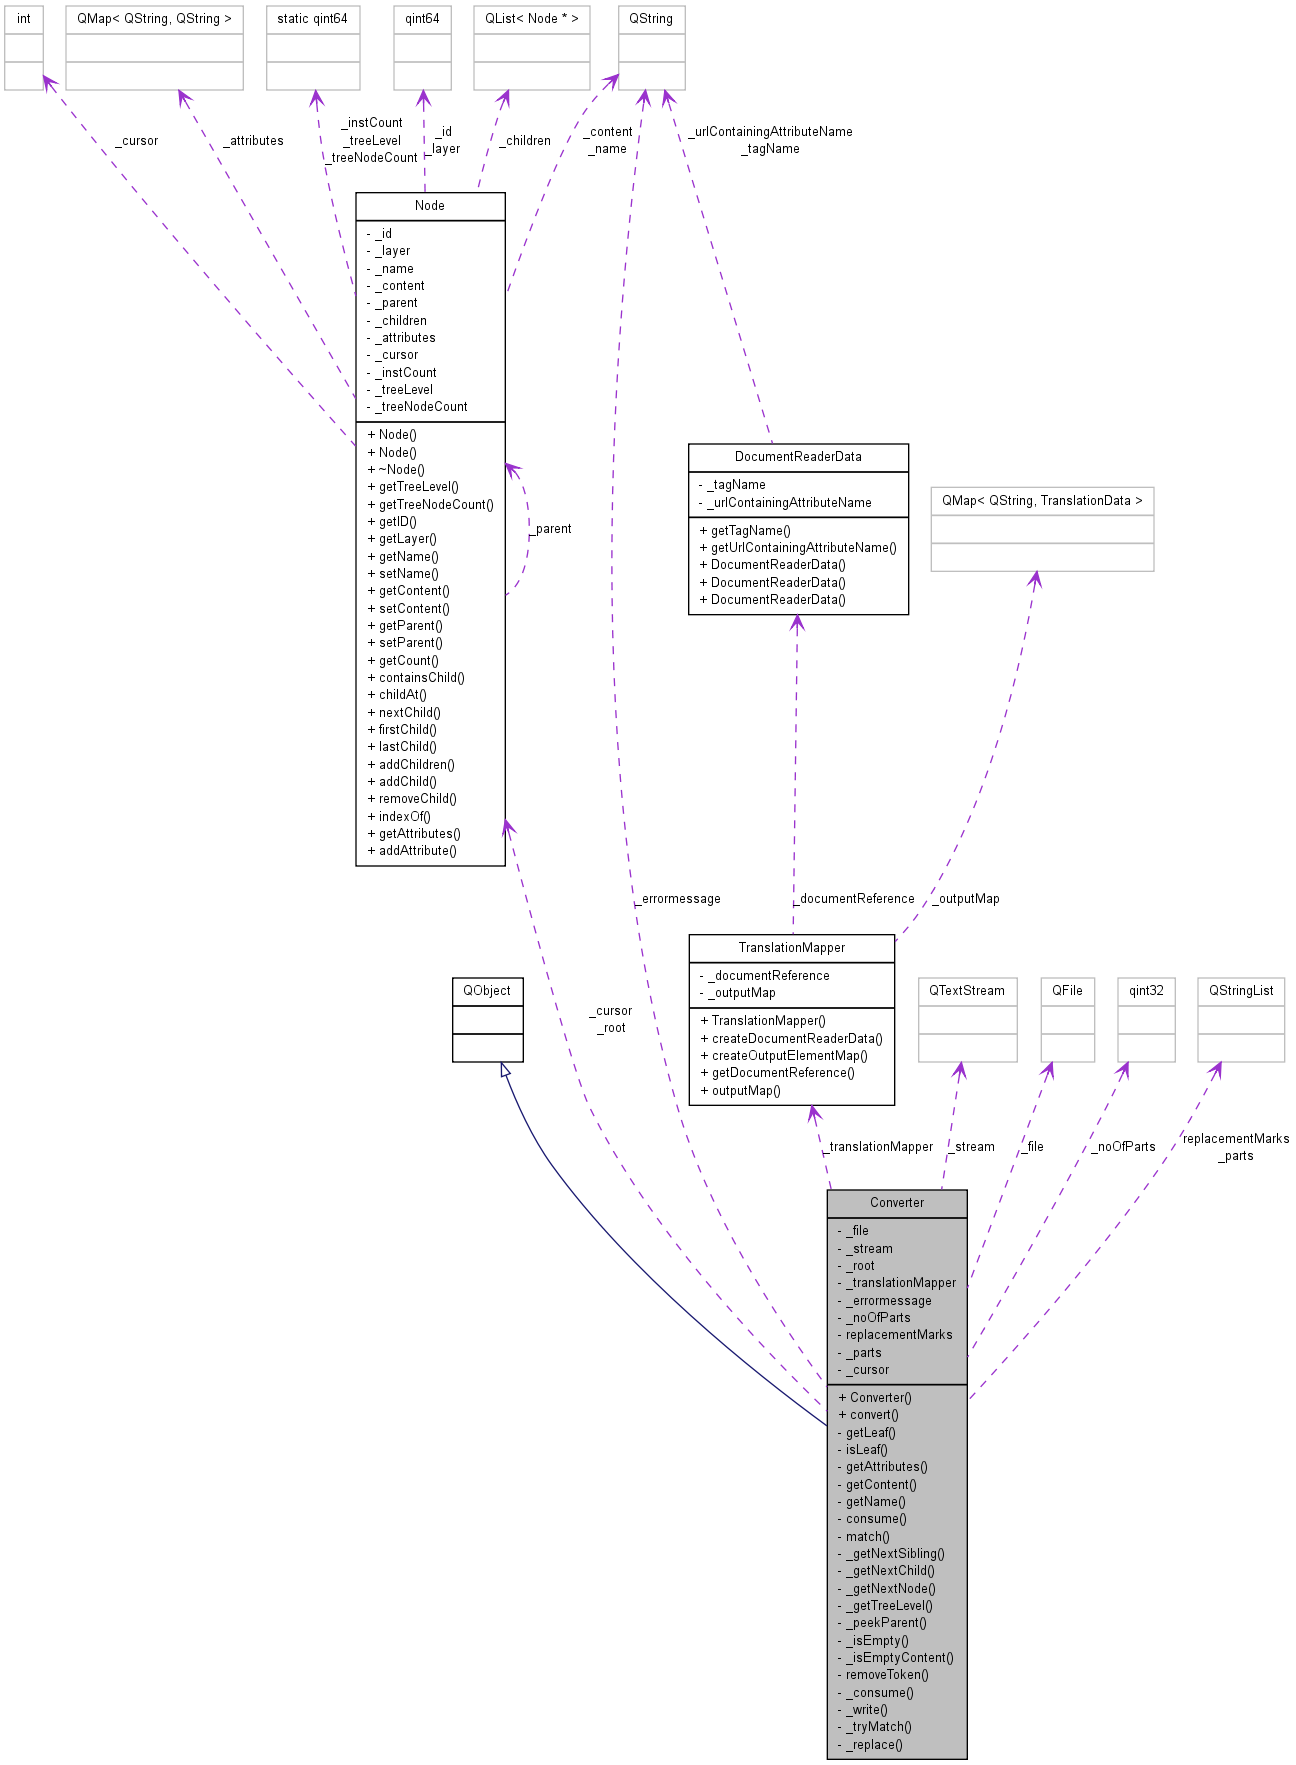 int
QMap< QString, QString >
static qint64
qint64
QList< Node * >
QString
_cursor
_attributes
_instCount
_treeLevel
_treeNodeCount
_id
_layer
_children
_content
_name
_urlContainingAttributeName
_tagName
Node
- _id
- _layer
- _name
- _content
- _parent
- _children
- _attributes
- _cursor
- _instCount
- _treeLevel
- _treeNodeCount
+ Node()
+ Node()
+ ~Node()
+ getTreeLevel()
+ getTreeNodeCount()
+ getID()
+ getLayer()
+ getName()
+ setName()
+ getContent()
+ setContent()
+ getParent()
+ setParent()
+ getCount()
+ containsChild()
+ childAt()
+ nextChild()
+ firstChild()
+ lastChild()
+ addChildren()
+ addChild()
+ removeChild()
+ indexOf()
+ getAttributes()
+ addAttribute()
_parent
DocumentReaderData
- _tagName
- _urlContainingAttributeName
+ getTagName()
+ getUrlContainingAttributeName()
+ DocumentReaderData()
+ DocumentReaderData()
+ DocumentReaderData()
QMap< QString, TranslationData >
_errormessage
_documentReference
_outputMap
TranslationMapper
- _documentReference
- _outputMap
+ TranslationMapper()
+ createDocumentReaderData()
+ createOutputElementMap()
+ getDocumentReference()
+ outputMap()
QObject
_cursor
_root
QTextStream
QFile
qint32
QStringList
_translationMapper
_stream
_file
_noOfParts
replacementMarks
_parts
Converter
- _file
- _stream
- _root
- _translationMapper
- _errormessage
- _noOfParts
- replacementMarks
- _parts
- _cursor
+ Converter()
+ convert()
- getLeaf()
- isLeaf()
- getAttributes()
- getContent()
- getName()
- consume()
- match()
- _getNextSibling()
- _getNextChild()
- _getNextNode()
- _getTreeLevel()
- _peekParent()
- _isEmpty()
- _isEmptyContent()
- removeToken()
- _consume()
- _write()
- _tryMatch()
- _replace()